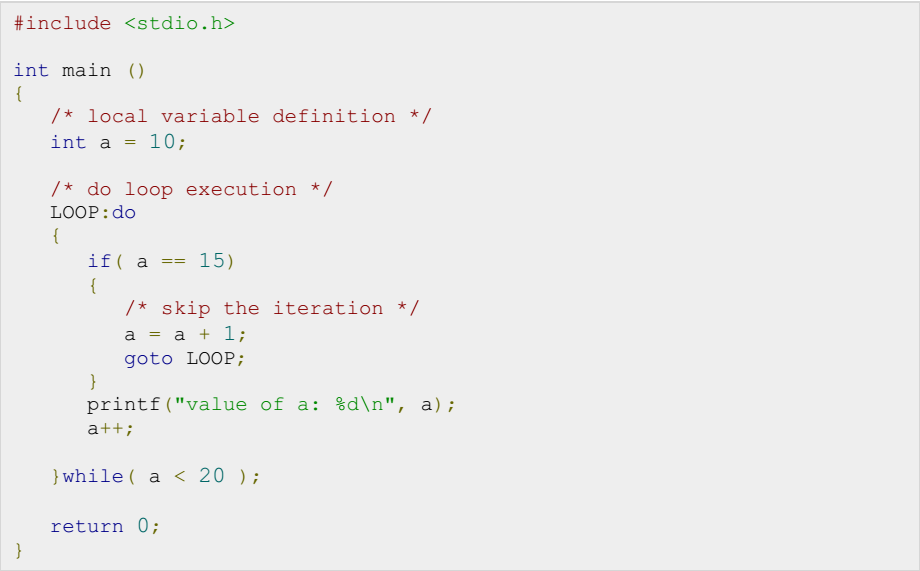 #include <stdio.h>

int main ()
{
   /* local variable definition */
   int a = 10;

   /* do loop execution */
   LOOP:do
   {
      if( a == 15)
      {
         /* skip the iteration */
         a = a + 1;
         goto LOOP;
      }
      printf("value of a: %d\n", a);
      a++;

   }while( a < 20 );

   return 0;
}